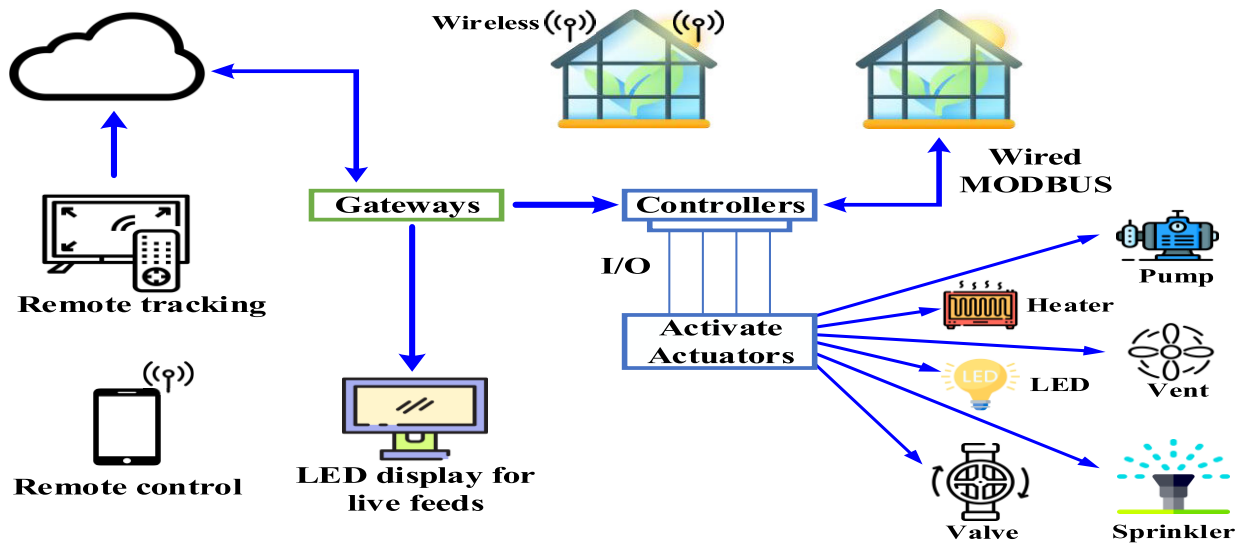 Wireless
Wired
MODBUS
Gateways
Controllers
I/O
Pump
Remote tracking
Heater
Activate
Actuators
LED
LED
Vent
Remote control
LED display for
live feeds
Valve
Sprinkler